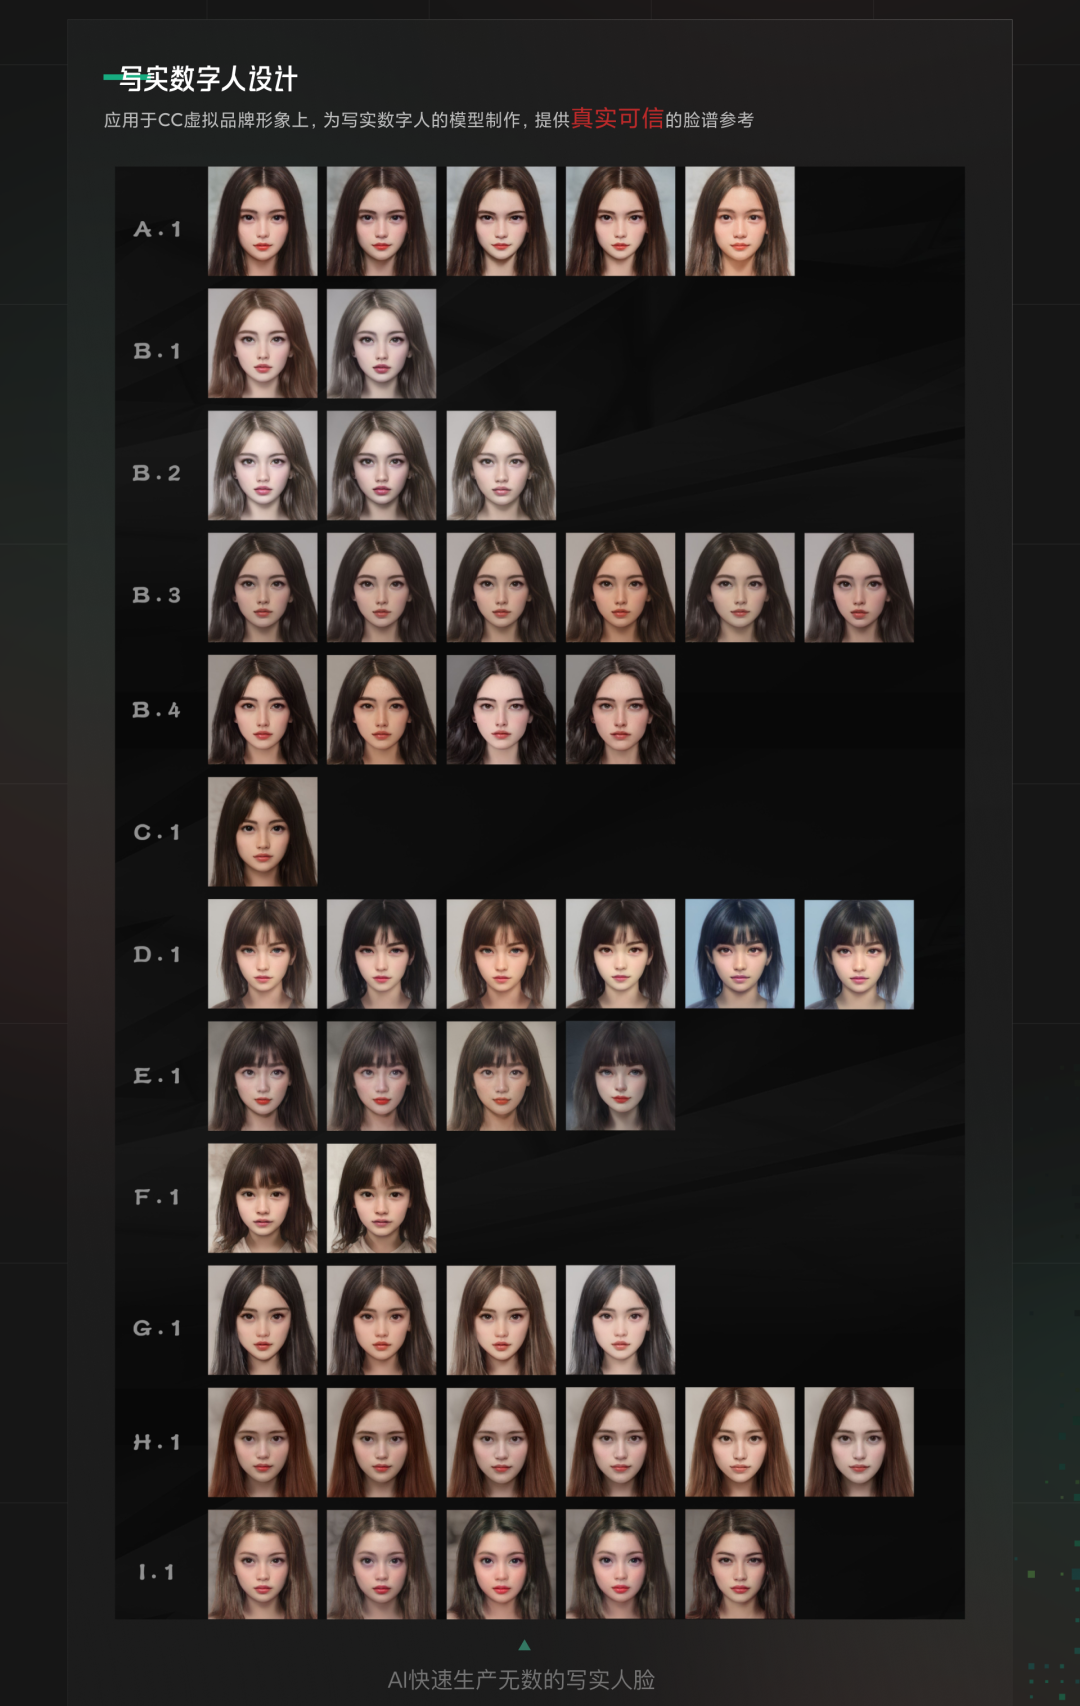 写实数字人设计
应用于CC虚拟品牌形象上, 为写实数字人的模型制作, 提供真实可信的脸谱参考
A.1
B.1
B.2
B.3
B.4
C.1
D.1
E.1
F.1
G.1
H.1
I.1
AI快速生产无数的写实人脸